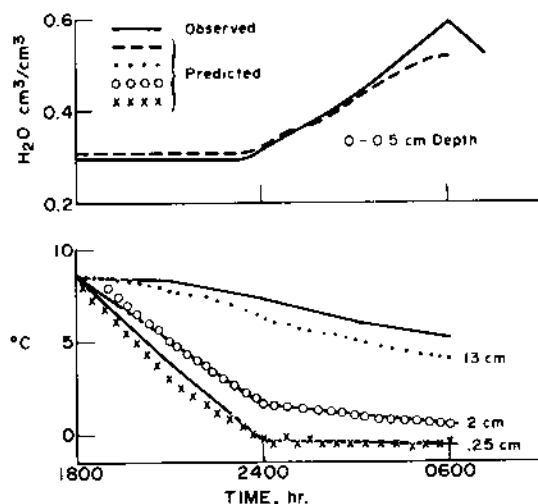 0.6
0.4
0.2
H₂O cm³/cm³
Observed
Predicted
0-0.5 cm Depth
10
5
0
°C
13 cm
2 cm
.25 cm
1800
2400
0600
TIME, hr.